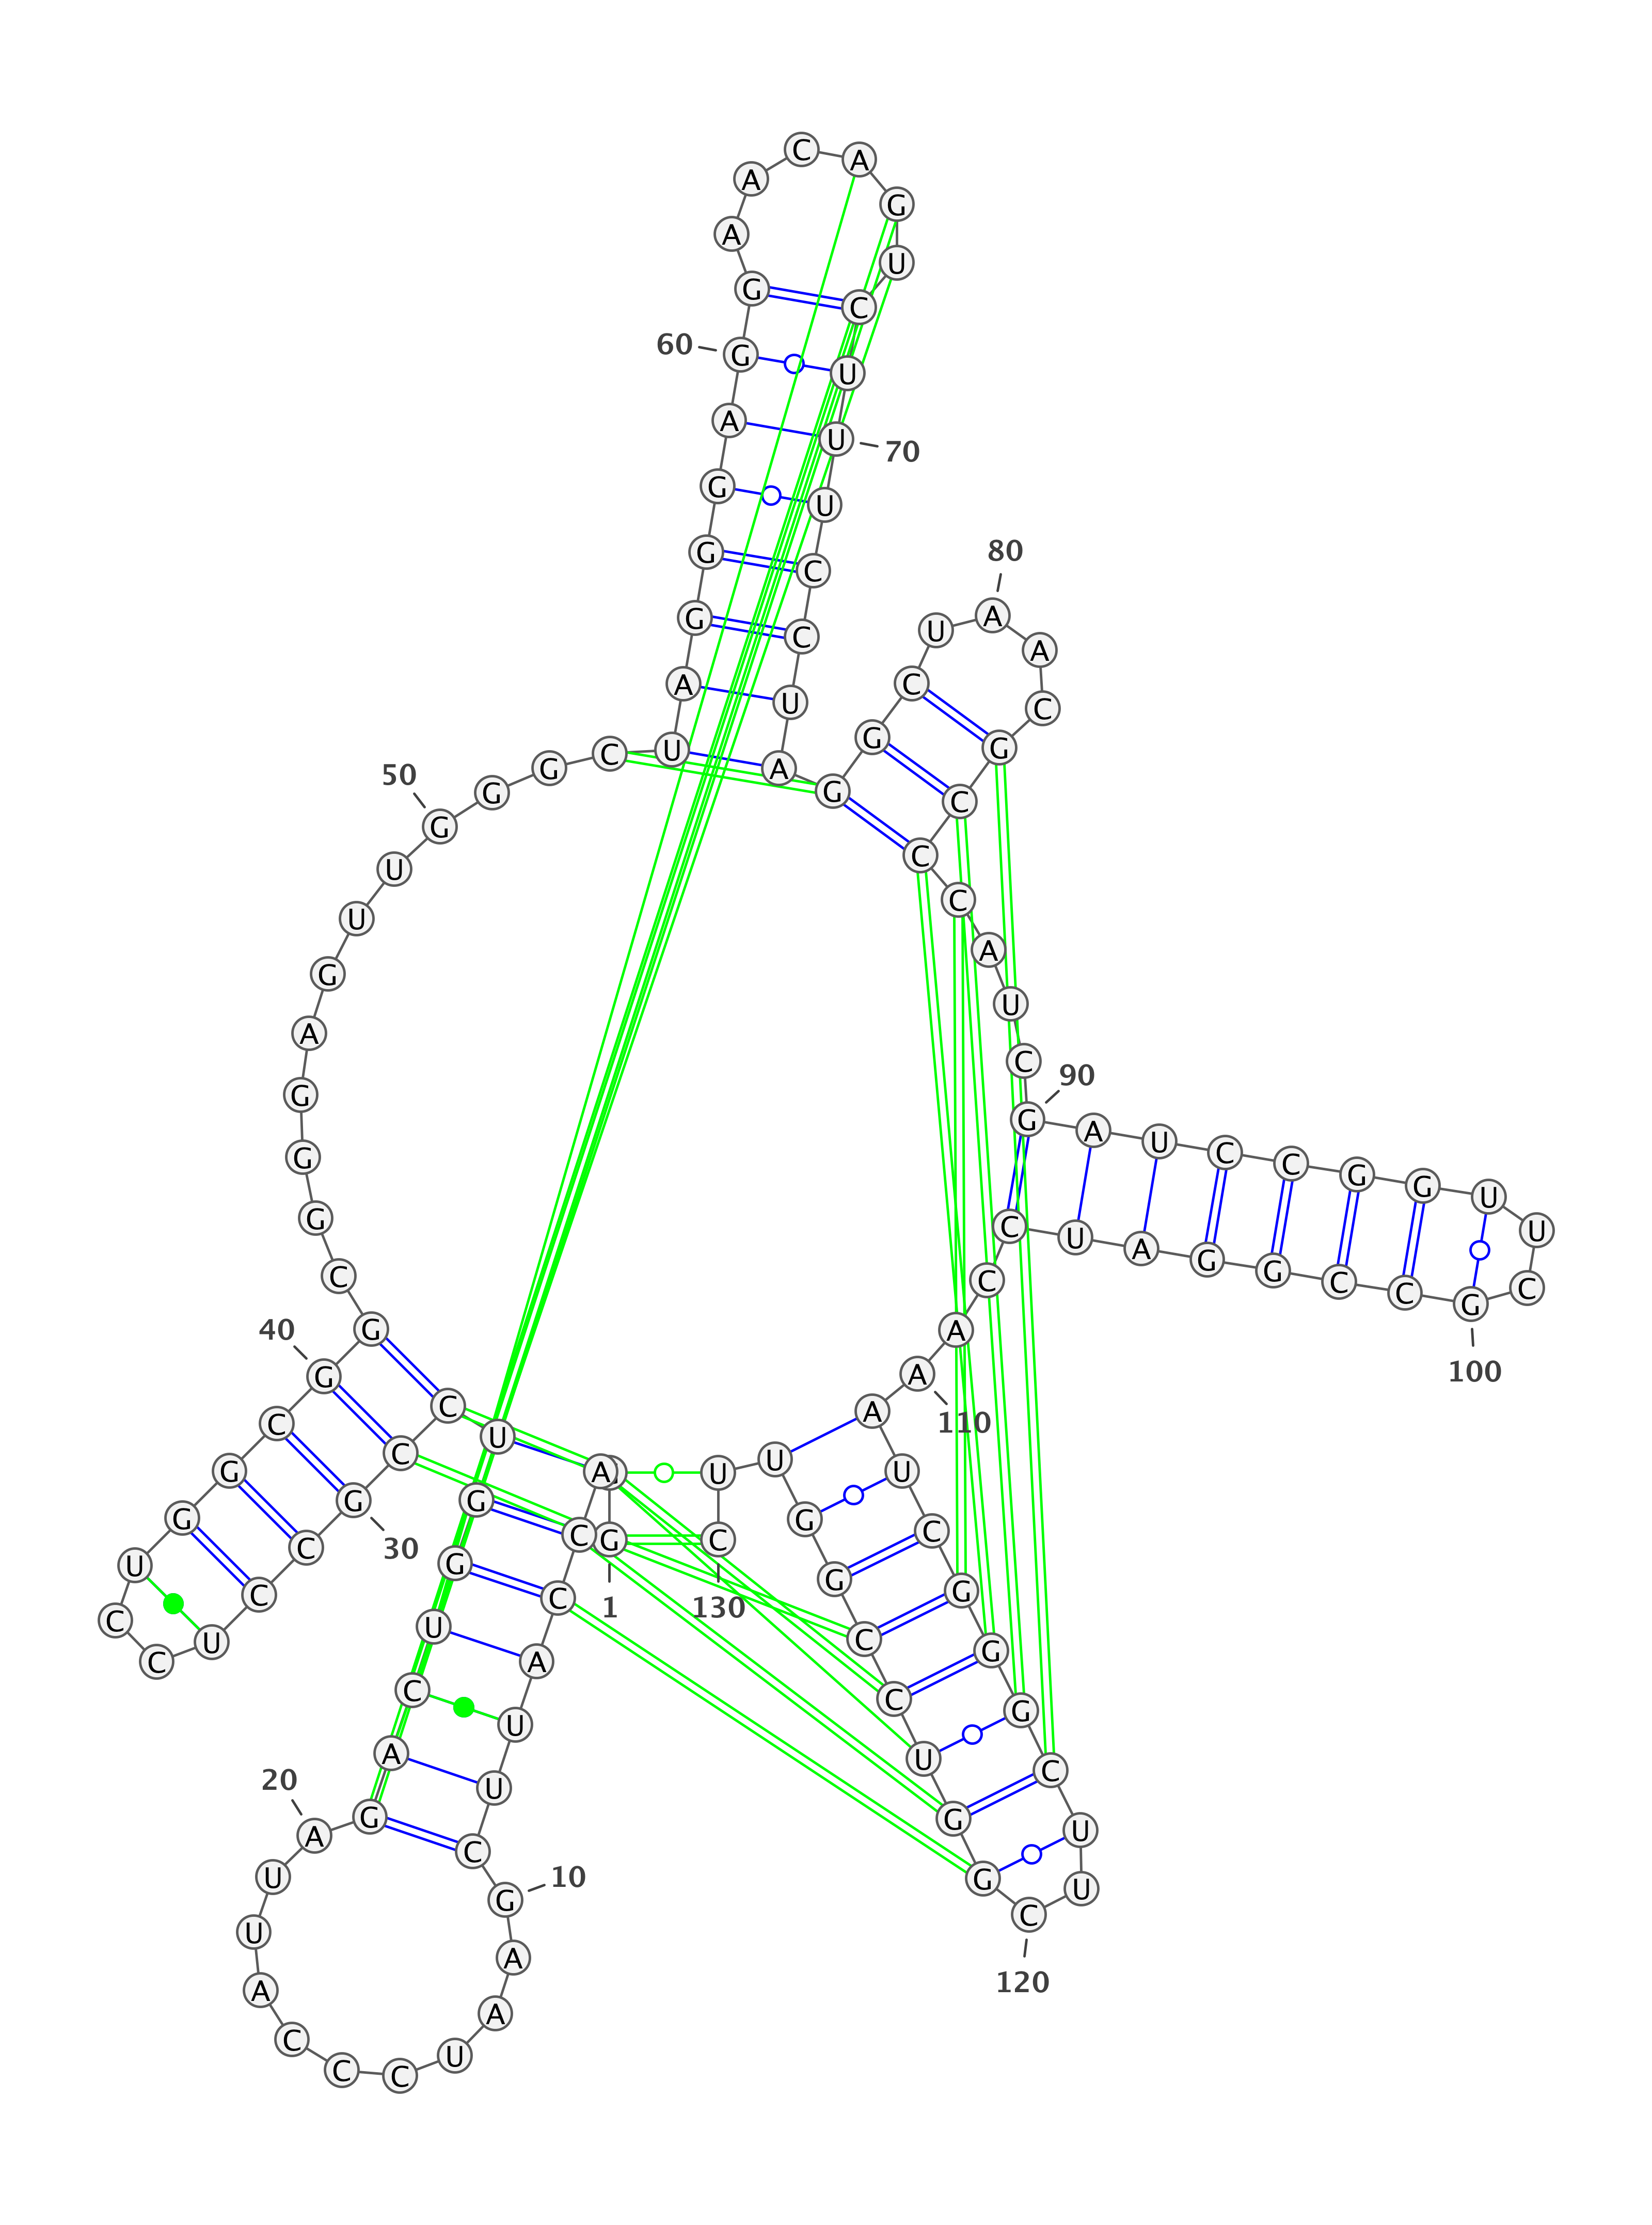 G
A C C A U U C
G
10
A A U C C C A U U
A
20
G A C U G G U C C
G
30
C C U C C U G G C
G
40
G C G G G A G U U
G
50
G G C U A G G G A
G
60
G A A C A G U C U
U
70
U C C U A G G C U
A
80
A C G C C C A U C
G
90
A U C C G G U U C
G
100
C C G G A U C C A
A
110
A U C G G G C U U
C
120
G G U C C G G U U
C
130
1